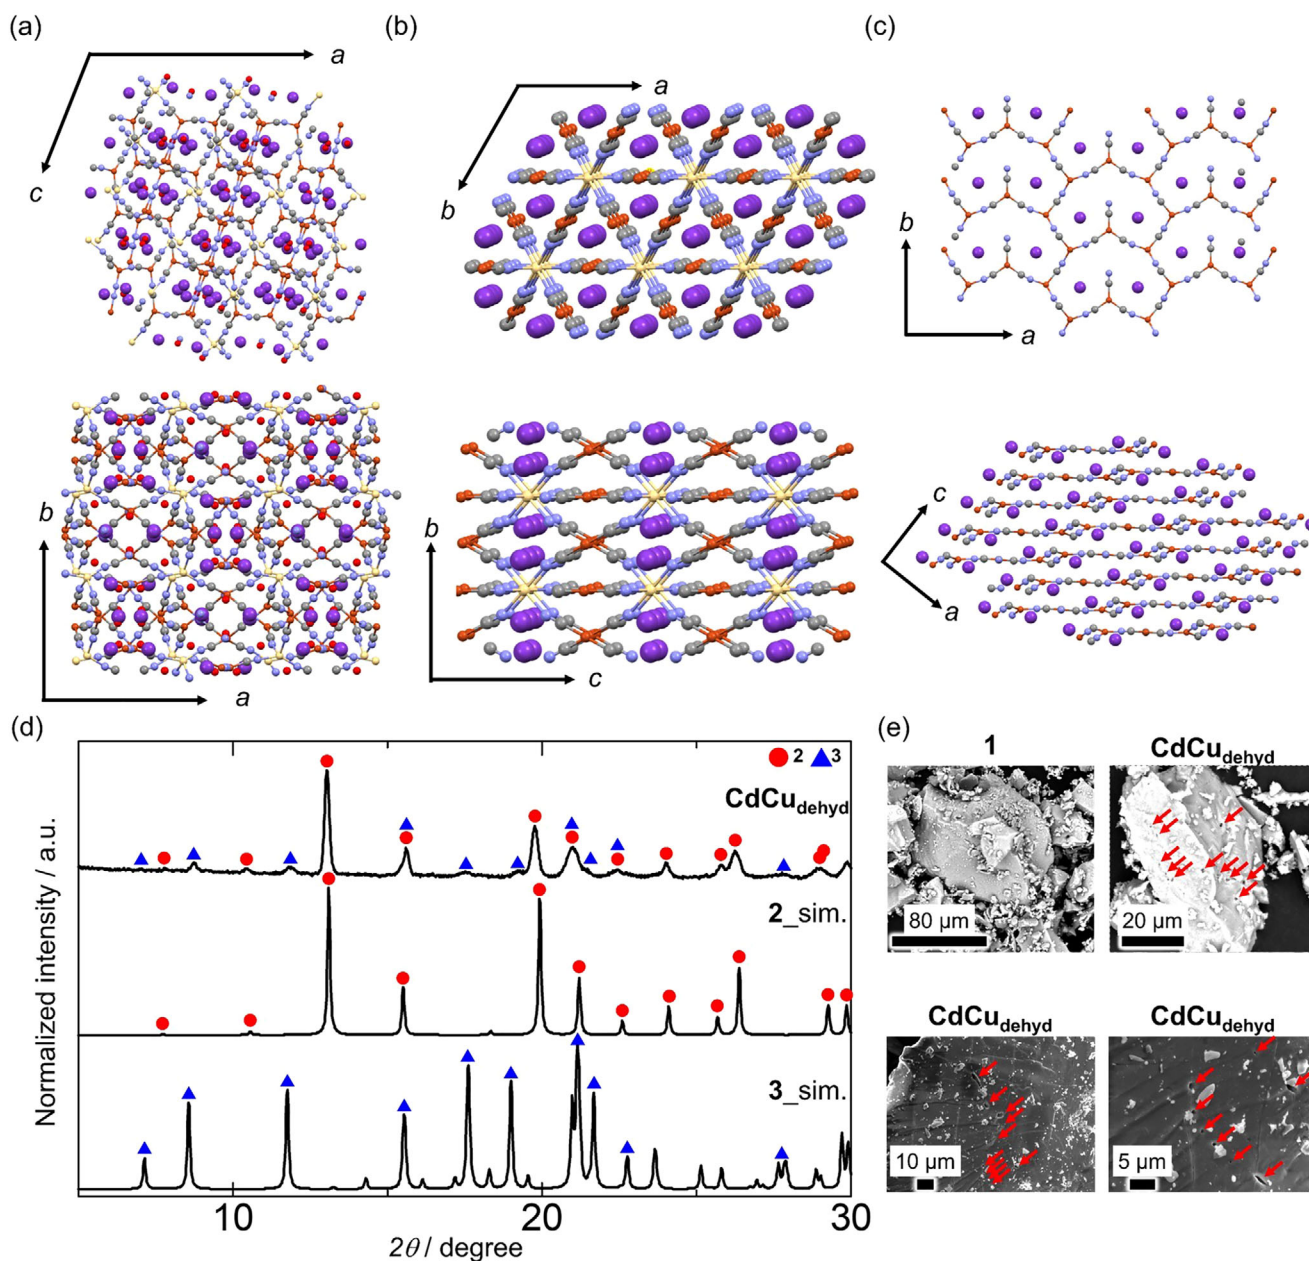 (a)
a
c
b
a
(b)
a
b
b
c
(c)
b
a
c
a
(d)
2 3
CdCu_dehyd
2_sim.
3_sim.
Normalized intensity / a.u.
10 20 30
2θ / degree
(e)
1
80 μm
CdCu_dehyd
20 μm
CdCu_dehyd
10 μm
CdCu_dehyd
5 μm